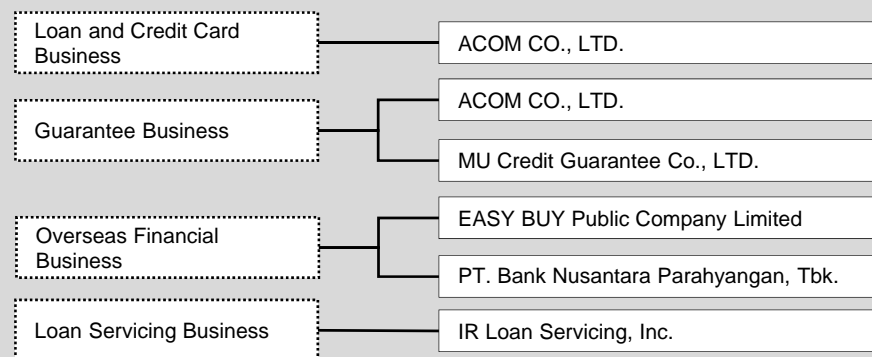 Loan and Credit Card
Business
ACOM CO., LTD.
Guarantee Business
ACOM CO., LTD.
MU Credit Guarantee Co., LTD.
Overseas Financial
Business
EASY BUY Public Company Limited
PT. Bank Nusantara Parahyangan, Tbk.
Loan Servicing Business
IR Loan Servicing, Inc.